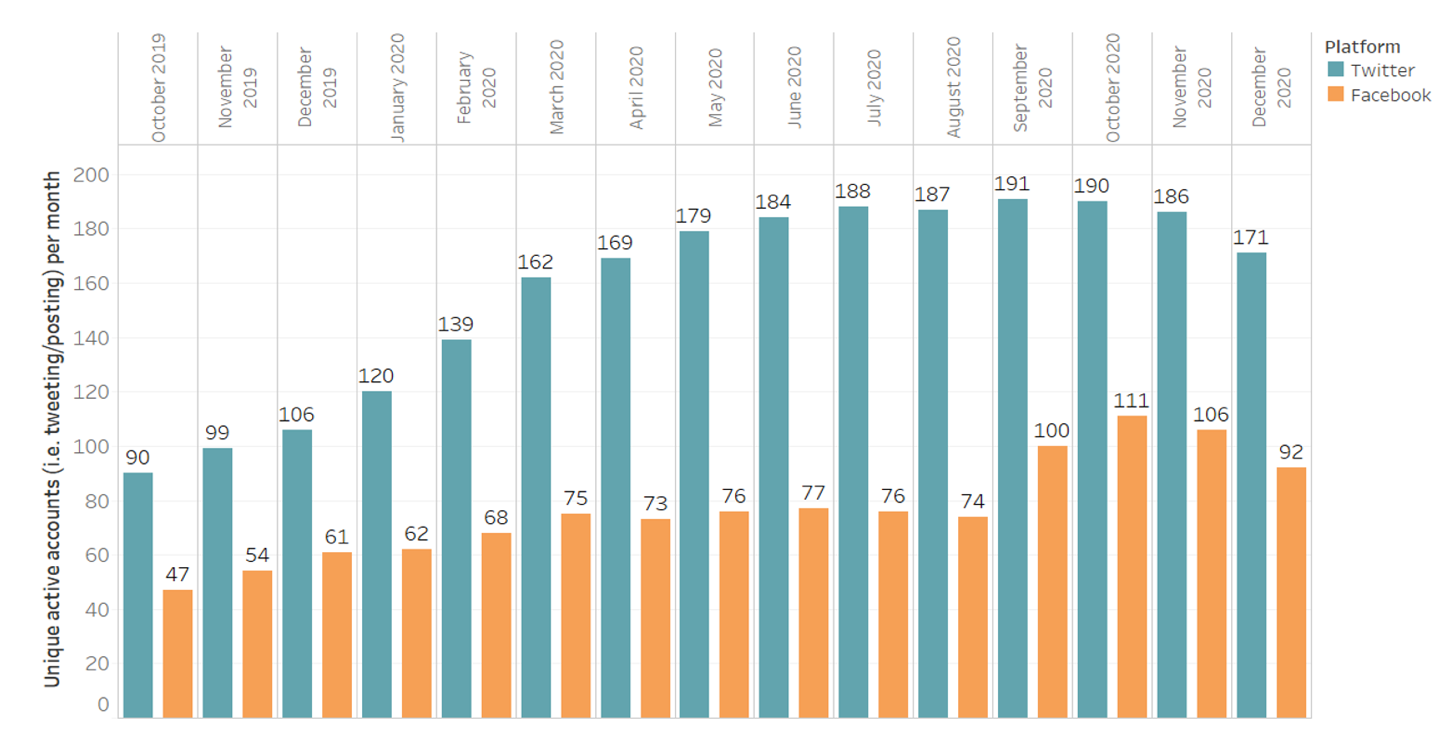 October 2019
November
2019
December
2019
January 2020
February
2020
March 2020
April 2020
May 2020
June 2020
July 2020
August 2020
September
2020
October 2020
November
2020
December
2020
Platform
Twitter
Facebook
Unique active accounts (i.e. tweeting/posting) per month
200
180
160
140
120
100
80
60
40
20
0
90
47
99
54
106
61
120
62
139
68
162
75
169
73
179
76
184
77
188
76
187
74
191
100
190
111
186
106
171
92